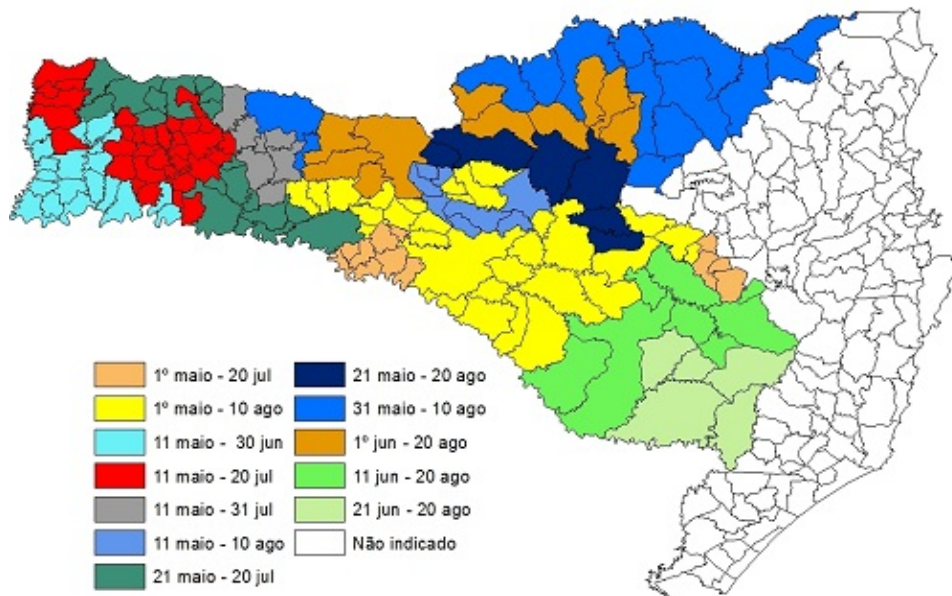 1º maio - 20 jul
1º maio - 10 ago
11 maio - 30 jun
11 maio - 20 jul
11 maio - 31 jul
11 maio - 10 ago
21 maio - 20 jul
21 maio - 20 ago
31 maio - 10 ago
1º jun - 20 ago
11 jun - 20 ago
21 jun - 20 ago
Não indicado